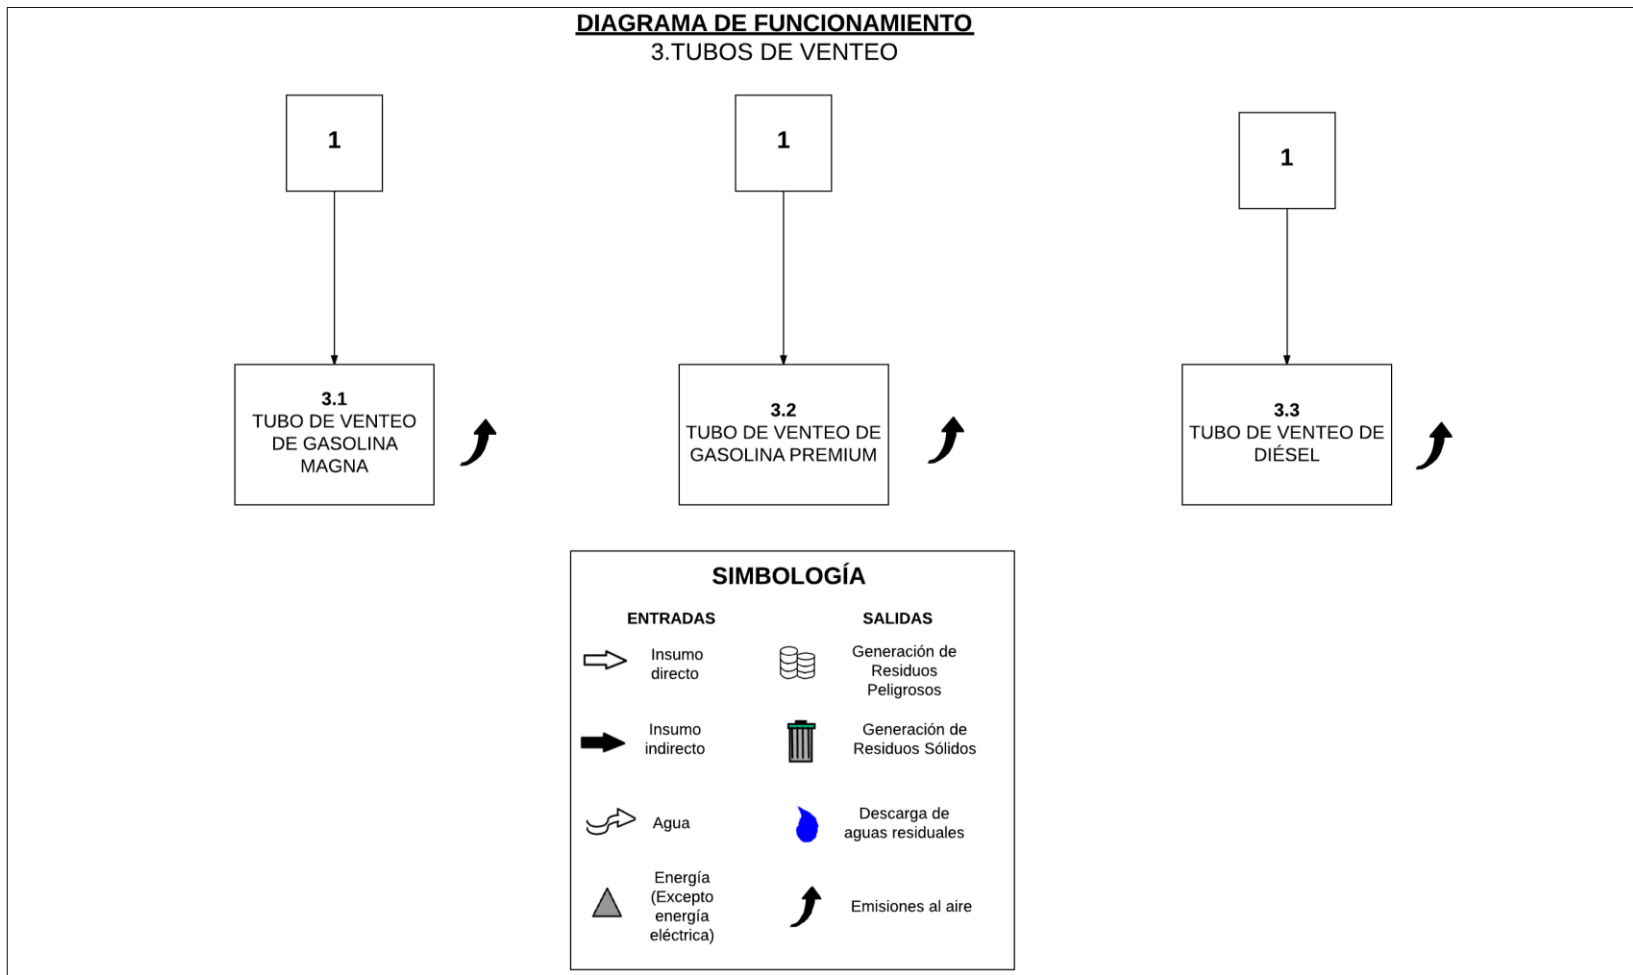 DIAGRAMA DE FUNCIONAMIENTO
3.TUBOS DE VENTEO
1
1
1
3.1
TUBO DE VENTEO
DE GASOLINA
MAGNA
3.2
TUBO DE VENTEO DE
GASOLINA PREMIUM
3.3
TUBO DE VENTEO DE
DIÉSEL
SIMBOLOGÍA
ENTRADAS
SALIDAS
Insumo
directo
Generación de
Residuos
Peligrosos
Insumo
indirecto
Generación de
Residuos Sólidos
Agua
Descarga de
aguas residuales
Energía
(Excepto
energía
eléctrica)
Emisiones al aire